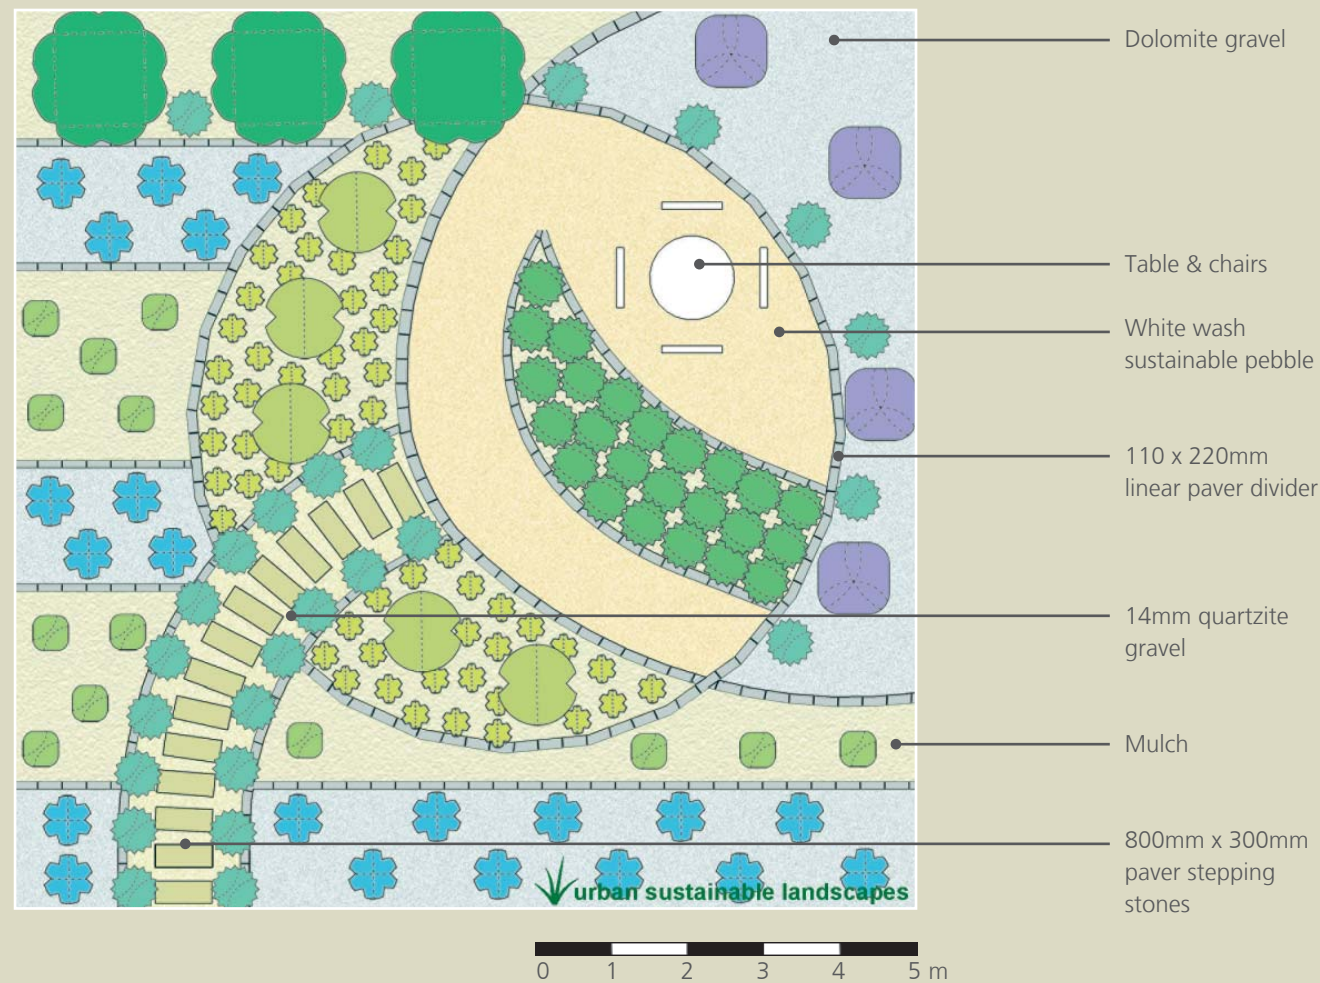 Dolomite gravel
Table & chairs
White wash
sustainable pebble
110 x 220mm
linear paver divider
14mm quartzite
gravel
Mulch
800mm x 300mm
paver stepping
stones
urban sustainable landscapes
0 1 2 3 4 5 m